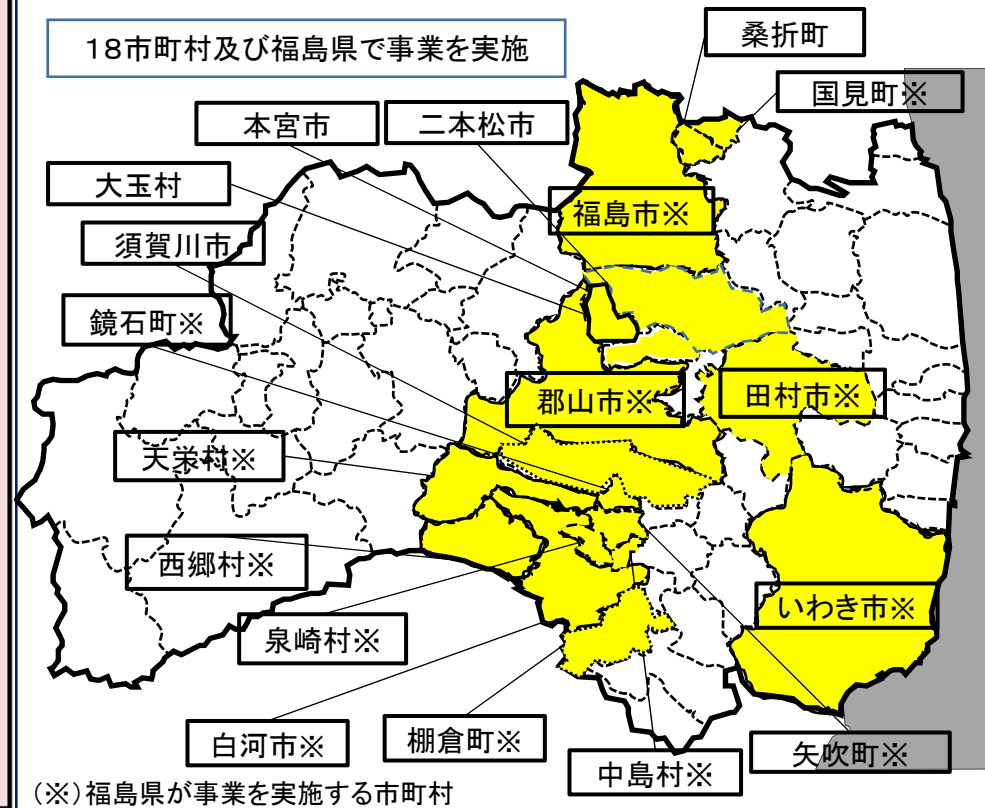 18市町村及び福島県で事業を実施
桑折町
国見町※
本宮市
二本松市
大玉村
福島市※
須賀川市
鏡石町※
郡山市※
田村市※
天栄村※
西郷村※
いわき市※
泉崎村※
白河市※
棚倉町※
中島村※
矢吹町※
(※)福島県が事業を実施する市町村